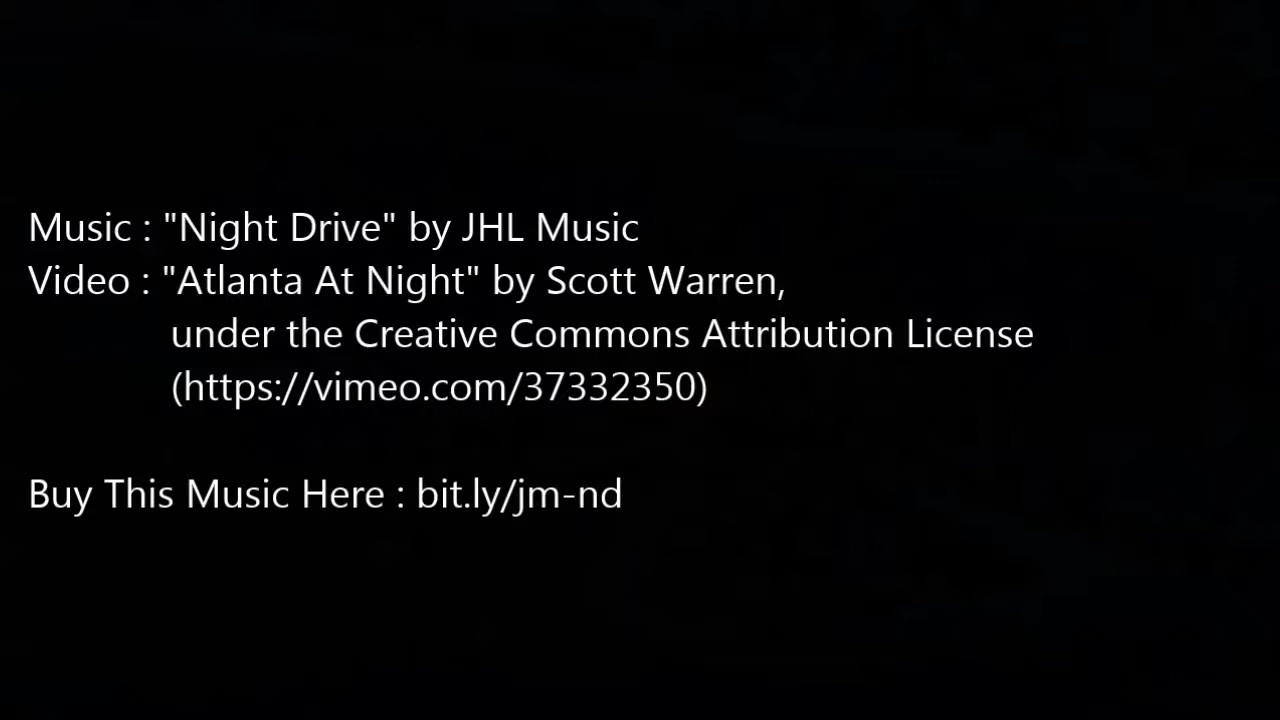 Music : "Night Drive" by JHL Music
Video : "Atlanta At Night" by Scott Warren,
under the Creative Commons Attribution License
(https://vimeo.com/37332350)
Buy This Music Here : bit.ly/jm-nd